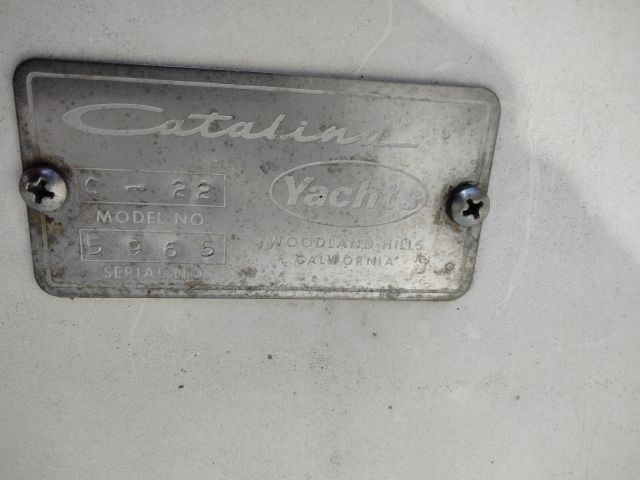 Catalina
Yachts
C - 22
MODEL NO.
5965
SERIAL NO.
WOODLAND HILLS
CALIFORNIA